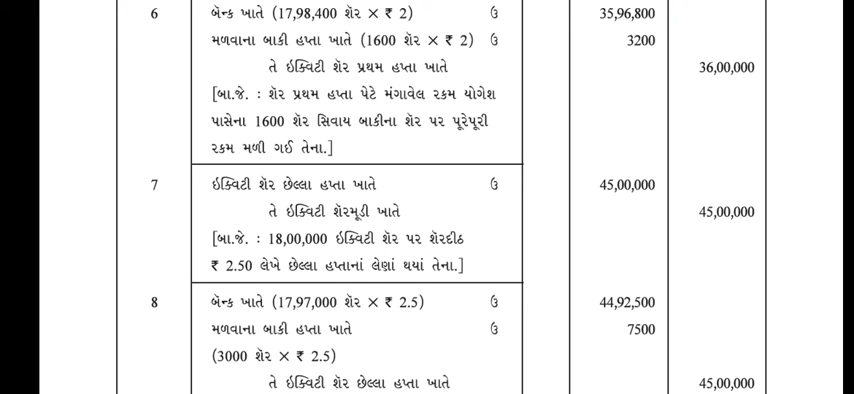 6 બૅન્ક ખાતે (17,98,400 શૅર × ₹ 2) ઉ 35,96,800
મળવાના બાકી હપ્તા ખાતે (1600 શૅર × ₹ 2) ઉ 3200
તે ઇક્વિટી શૅર પ્રથમ હપ્તા ખાતે 36,00,000
[બા.જે. : શૅર પ્રથમ હપ્તા પેટે મંગાવેલ રકમ યોગેશ
પાસેના 1600 શૅર સિવાય બાકીના શૅર પર પૂરેપૂરી
રકમ મળી ગઈ તેના.]
7 ઇક્વિટી શૅર છેલ્લા હપ્તા ખાતે ઉ 45,00,000
તે ઇક્વિટી શૅરમૂડી ખાતે 45,00,000
[બા.જે. : 18,00,000 ઇક્વિટી શૅર પર શૅરદીઠ
₹ 2.50 લેખે છેલ્લા હપ્તાનાં લેણાં થયાં તેના.]
8 બૅન્ક ખાતે (17,97,000 શૅર × ₹ 2.5) ઉ 44,92,500
મળવાના બાકી હપ્તા ખાતે ઉ 7500
(3000 શૅર × ₹ 2.5)
તે ઇક્વિટી શૅર છેલ્લા હપ્તા ખાતે 45,00,000